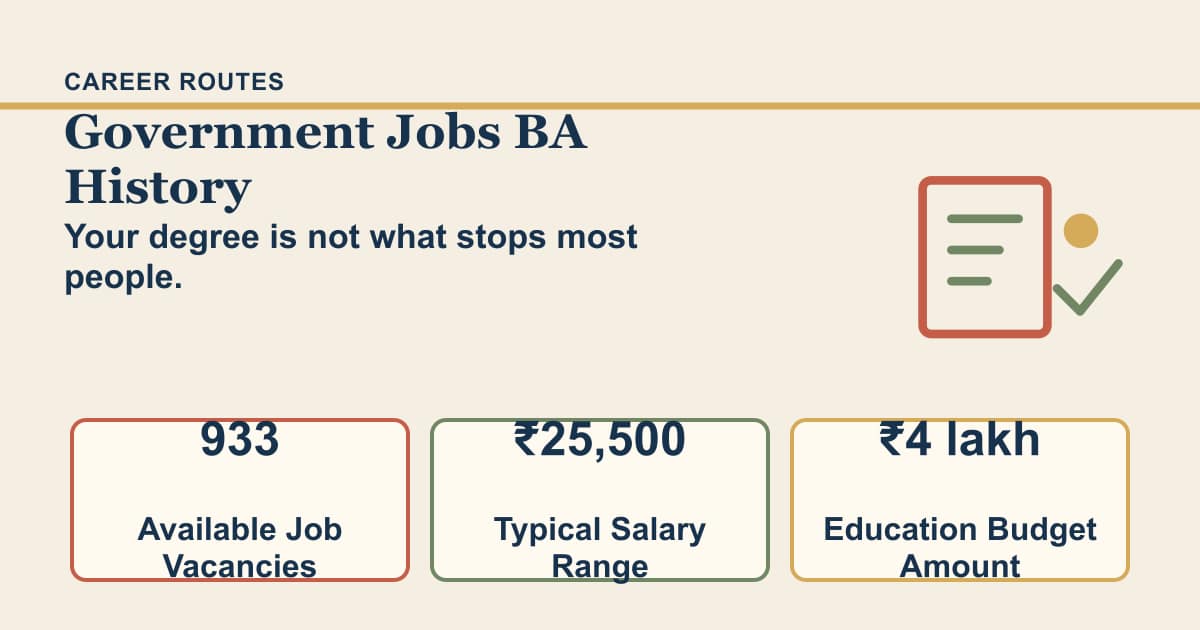 CAREER ROUTES
Government Jobs BA
History
Your degree is not what stops most
people.
933
Available Job
Vacancies
₹25,500
Typical Salary
Range
₹4 lakh
Education Budget
Amount